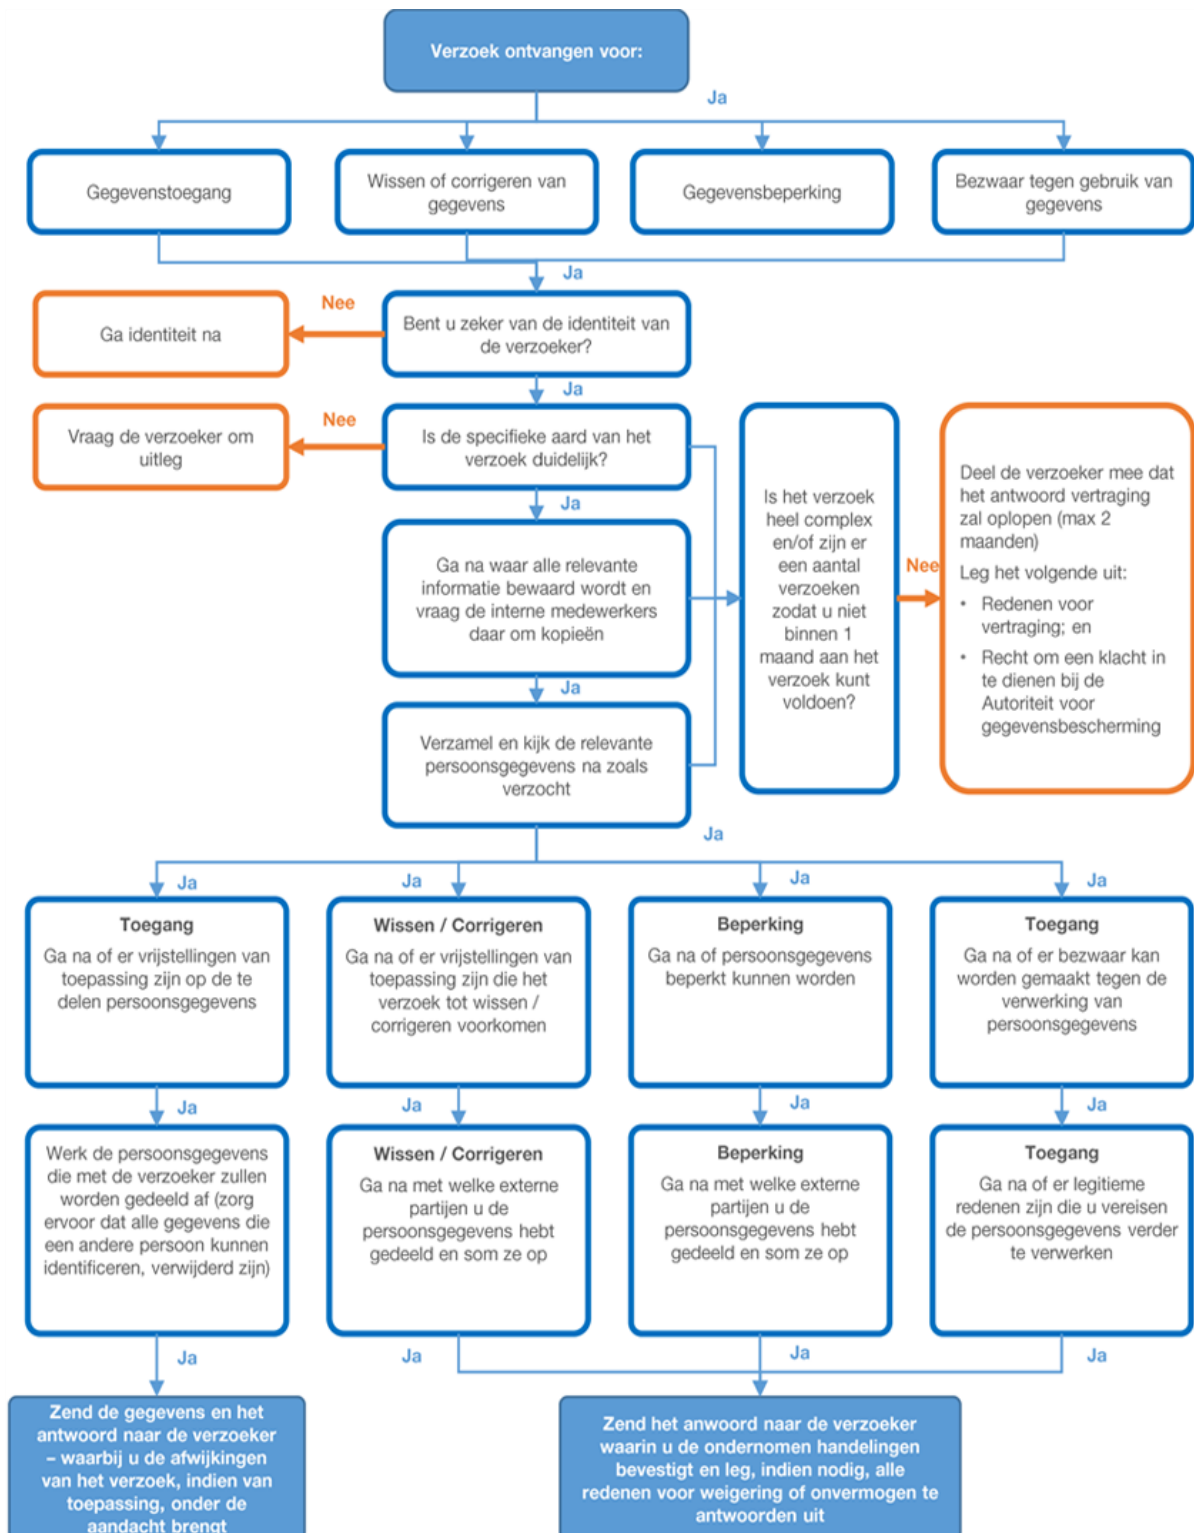 Verzoek ontvangen voor:
Ja
Gegevenstoegang
Wissen of corrigeren van
gegevens
Gegevensbeperking
Bezwaar tegen gebruik van
gegevens
Ja
Nee
Ga identiteit na
Bent u zeker van de identiteit van
de verzoeker?
Ja
Nee
Vraag de verzoeker om
uitleg
Is de specifieke aard van het
verzoek duidelijk?
Ja
Ga na waar alle relevante
informatie bewaard wordt en
vraag de interne medewerkers
daar om kopieën
Ja
Verzamel en kijk de relevante
persoonsgegevens na zoals
verzocht
Is het verzoek
heel complex
en/of zijn er
een aantal
verzoeken
zodat u niet
binnen 1
maand aan het
verzoek kunt
voldoen?
Nee
Deel de verzoeker mee dat
het antwoord vertraging
zal oplopen (max 2
maanden)
Leg het volgende uit:
• Redenen voor
vertraging; en
• Recht om een klacht in
te dienen bij de
Autoriteit voor
gegevensbescherming
Ja
Ja
Ja
Ja
Ja
Toegang
Ga na of er vrijstellingen van
toepassing zijn op de te
delen persoonsgegevens
Wissen / Corrigeren
Ga na of er vrijstellingen van
toepassing zijn die het
verzoek tot wissen /
corrigeren voorkomen
Beperking
Ga na of persoonsgegevens
beperkt kunnen worden
Toegang
Ga na of er bezwaar kan
worden gemaakt tegen de
verwerking van
persoonsgegevens
Ja
Ja
Ja
Ja
Werk de persoonsgegevens
die met de verzoeker zullen
worden gedeeld af (zorg
ervoor dat alle gegevens die
een andere persoon kunnen
identificeren, verwijderd zijn)
Wissen / Corrigeren
Ga na met welke externe
partijen u de
persoonsgegevens hebt
gedeeld en som ze op
Beperking
Ga na met welke externe
partijen u de
persoonsgegevens hebt
gedeeld en som ze op
Toegang
Ga na of er legitieme
redenen zijn die u vereisen
de persoonsgegevens verder
te verwerken
Ja
Ja
Ja
Ja
Zend de gegevens en het
antwoord naar de verzoeker
– waarbij u de afwijkingen
van het verzoek, indien van
toepassing, onder de
aandacht brengt
Zend het anwoord naar de verzoeker
waarin u de ondernomen handelingen
bevestigt en leg, indien nodig, alle
redenen voor weigering of onvermogen te
antwoorden uit